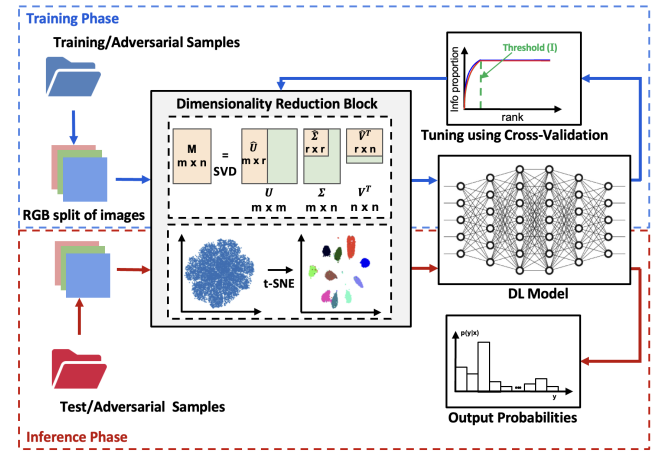 Training Phase
Training/Adversarial Samples
RGB split of images
Dimensionality Reduction Block
M
m x n
=
SVD
Û
m x r
Σ̂
r x r
V̂ᵀ
r x n
U
m x m
Σ
m x n
Vᵀ
n x n
t-SNE
Info proportion
Threshold (I)
rank
Tuning using Cross-Validation
DL Model
p(y|x)
y
Output Probabilities
Test/Adversarial Samples
Inference Phase